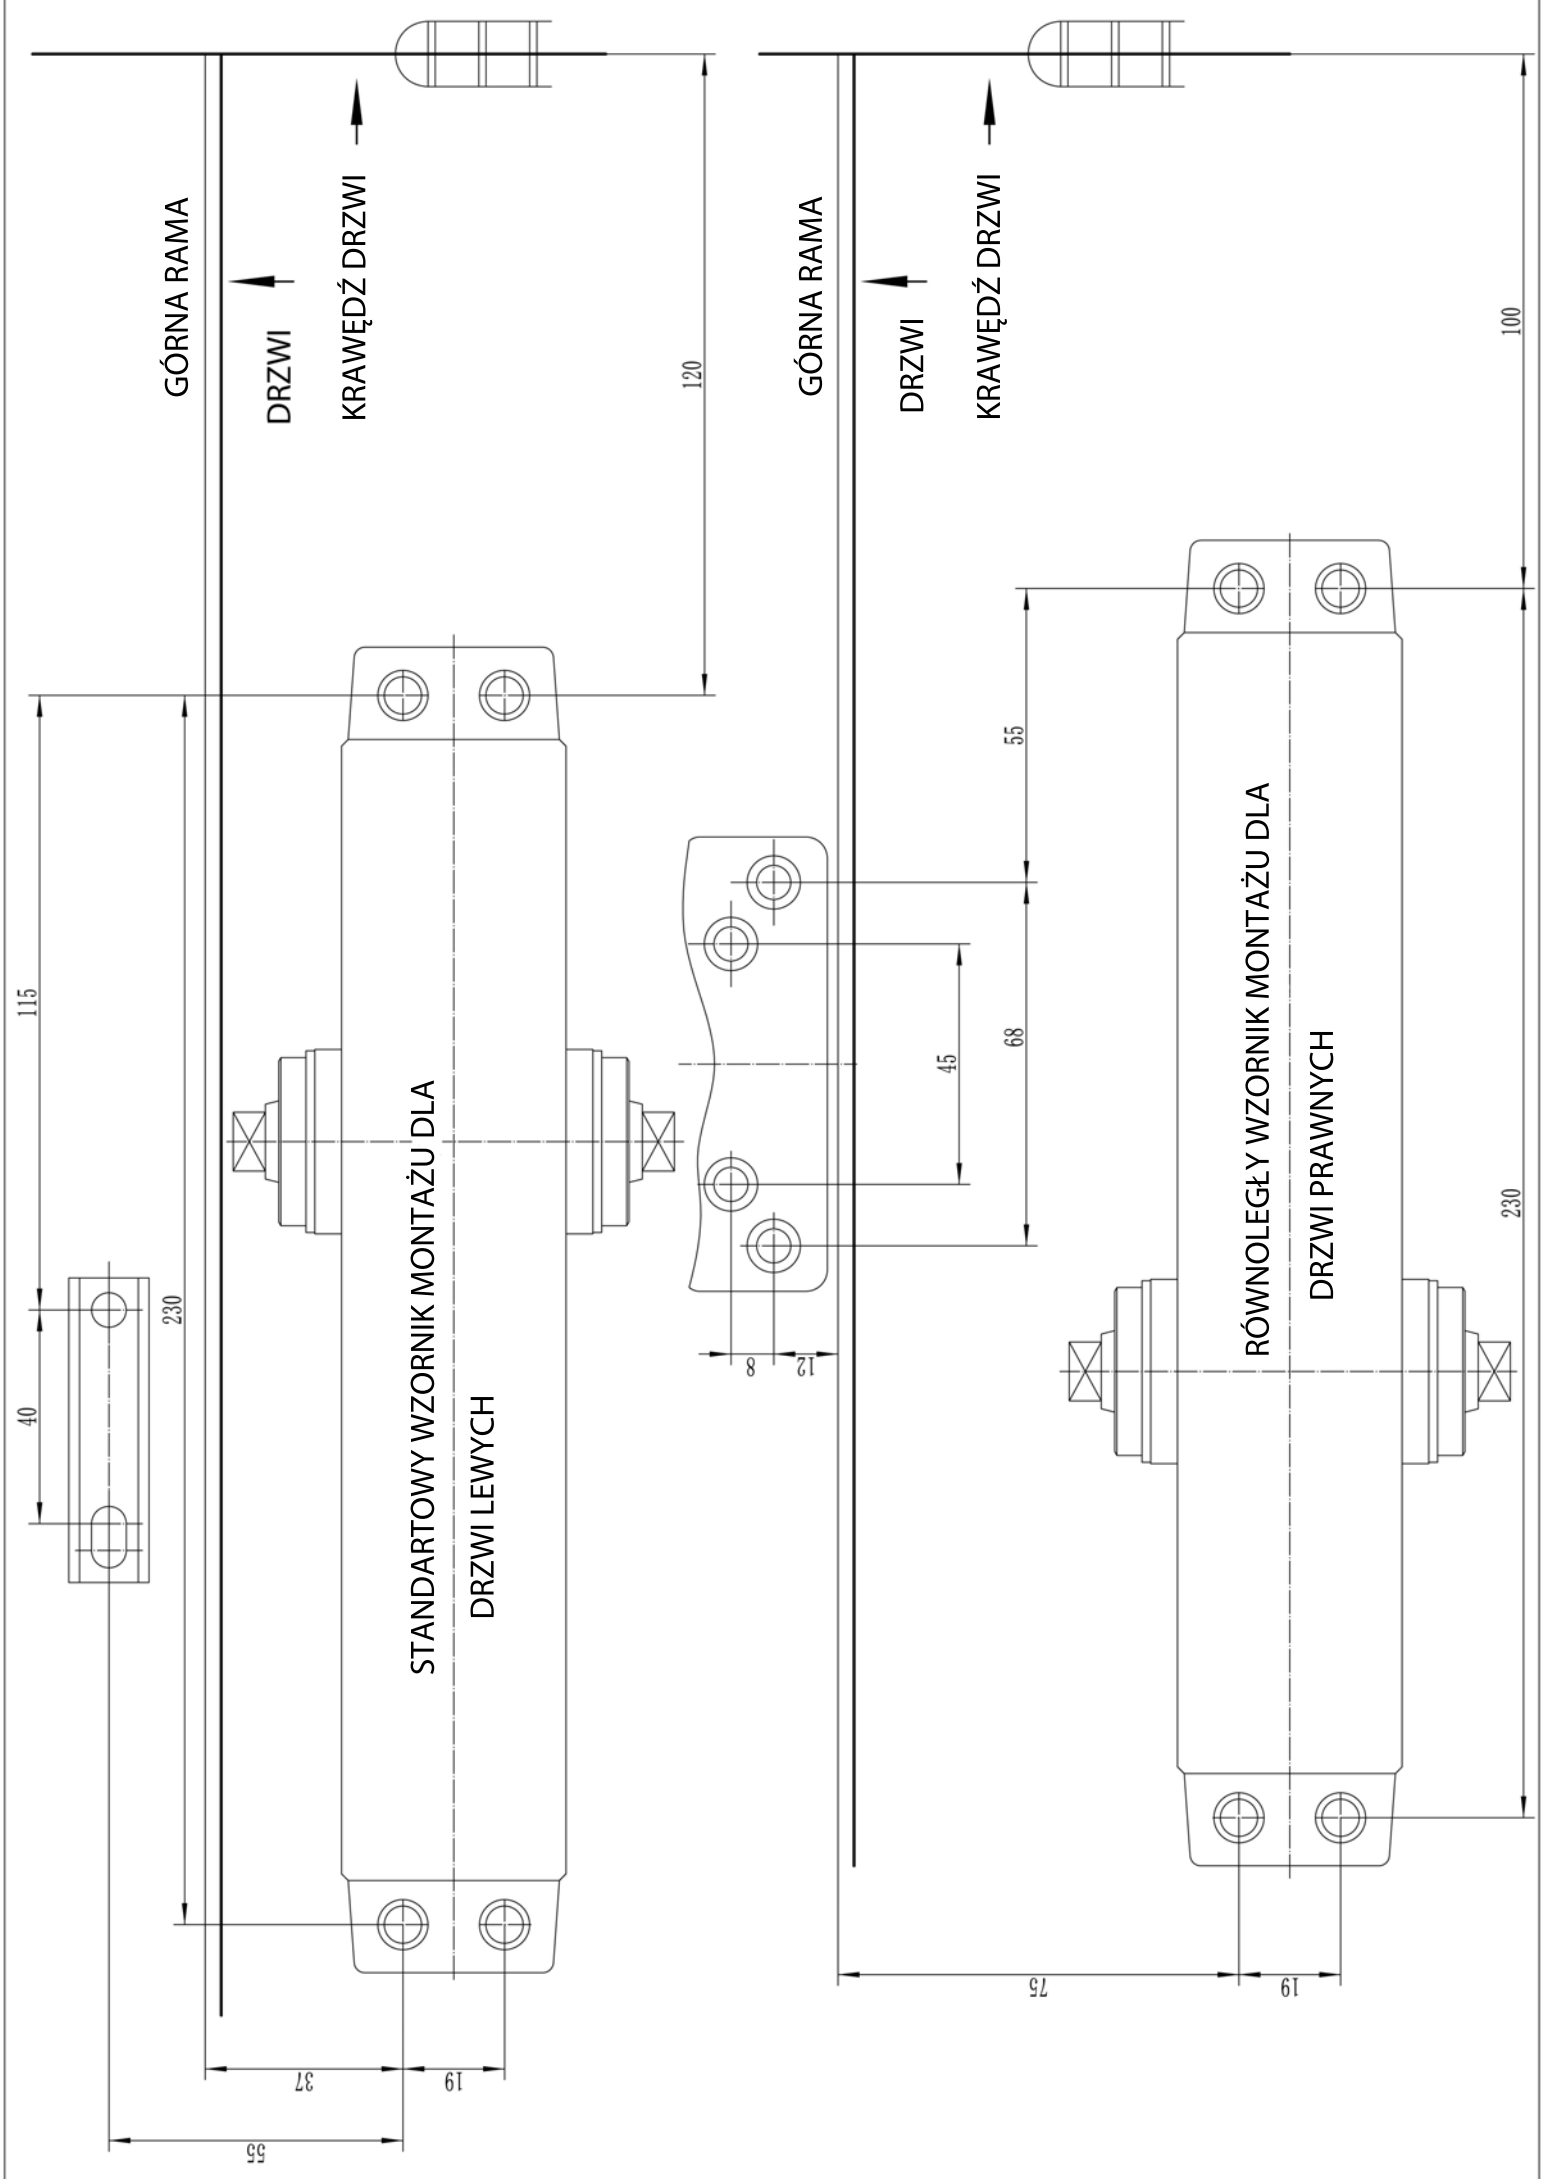 GÓRNA RAMA
DRZWI
KRAWĘDŹ DRZWI
120
115
40
230
STANDARTOWY WZORNIK MONTAŻU DLA
DRZWI LEWYCH
37
19
55
GÓRNA RAMA
DRZWI
KRAWĘDŹ DRZWI
100
55
68
45
8
12
230
RÓWNOLEGŁY WZORNIK MONTAŻU DLA
DRZWI PRAWNYCH
75
19